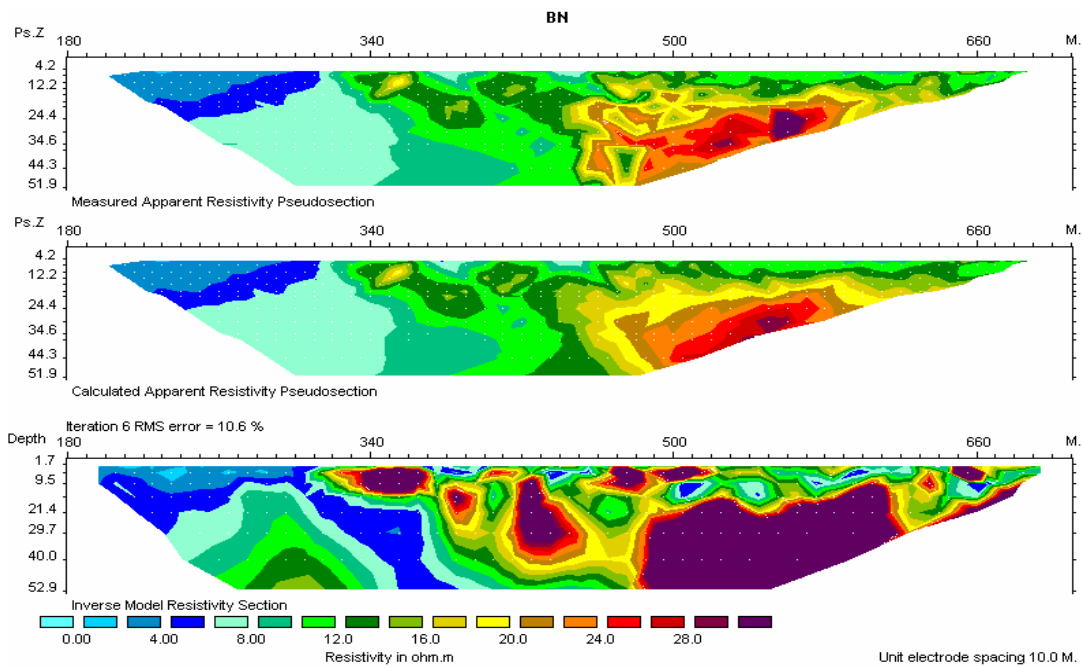 BN
Ps.Z 180 340 500 660 M.
4.2
12.2
24.4
34.6
44.3
51.9
Measured Apparent Resistivity Pseudosection
Ps.Z 180 340 500 660 M.
4.2
12.2
24.4
34.6
44.3
51.9
Calculated Apparent Resistivity Pseudosection
Iteration 6 RMS error = 10.6 %
Depth 180 340 500 660 M.
1.7
9.5
21.4
29.7
40.0
52.9
Inverse Model Resistivity Section
0.00 4.00 8.00 12.0 16.0 20.0 24.0 28.0
Resistivity in ohm.m
Unit electrode spacing 10.0 M.